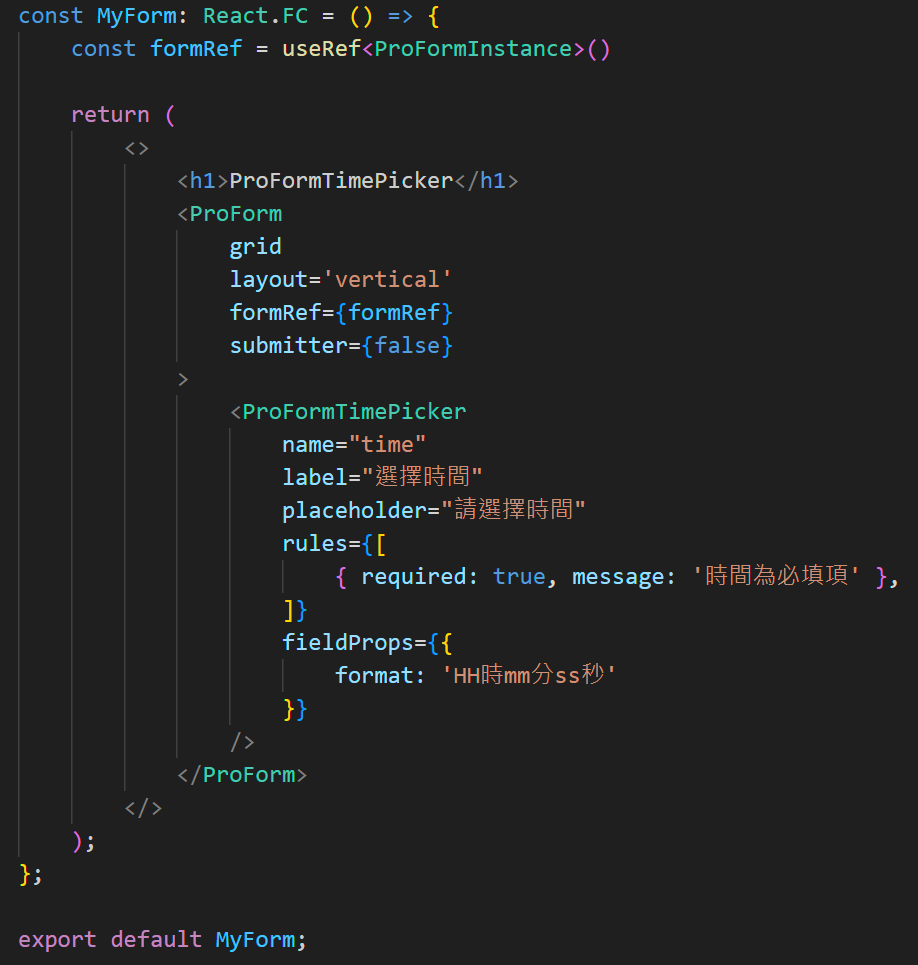 const MyForm: React.FC = () => {
    const formRef = useRef<ProFormInstance>()

    return (
        <>
            <h1>ProFormTimePicker</h1>
            <ProForm
                grid
                layout='vertical'
                formRef={formRef}
                submitter={false}
            >
                <ProFormTimePicker
                    name="time"
                    label="選擇時間"
                    placeholder="請選擇時間"
                    rules={[
                        { required: true, message: '時間為必填項' },
                    ]}
                    fieldProps={{
                        format: 'HH時mm分ss秒'
                    }}
                />
            </ProForm>
        </>
    );
};

export default MyForm;